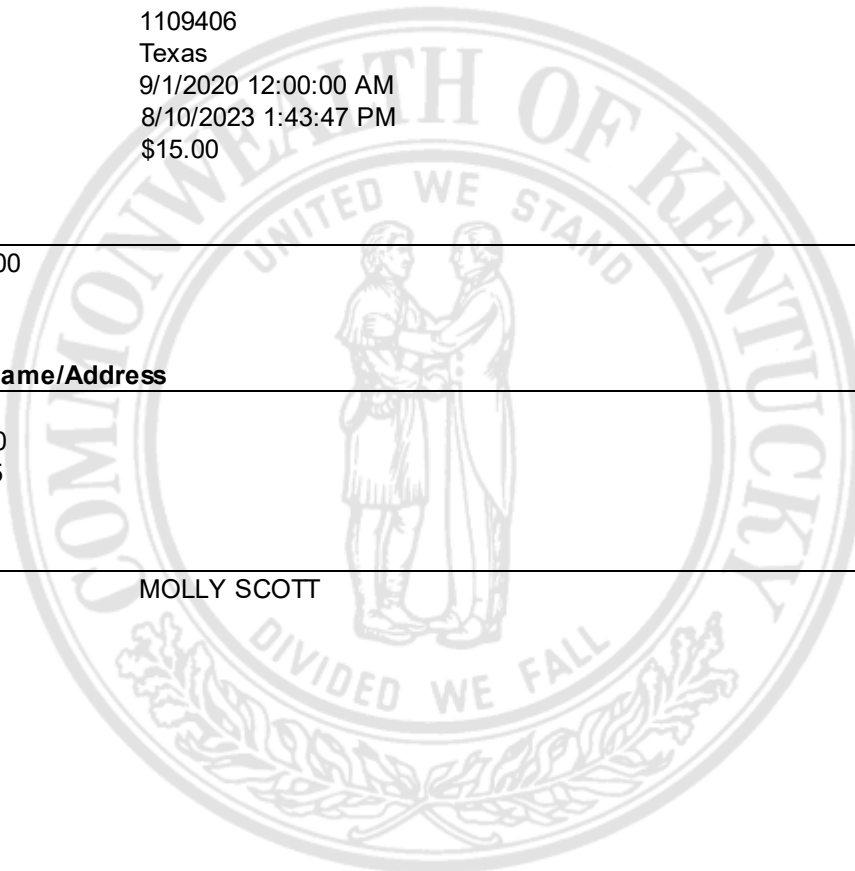 1109406
Texas
9/1/2020 12:00:00 AM
8/10/2023 1:43:47 PM
$15.00
COMMONWEALTH OF KENTUCKY
UNITED WE STAND
00
ame/Address
0
MOLLY SCOTT
DIVIDED WE FALL